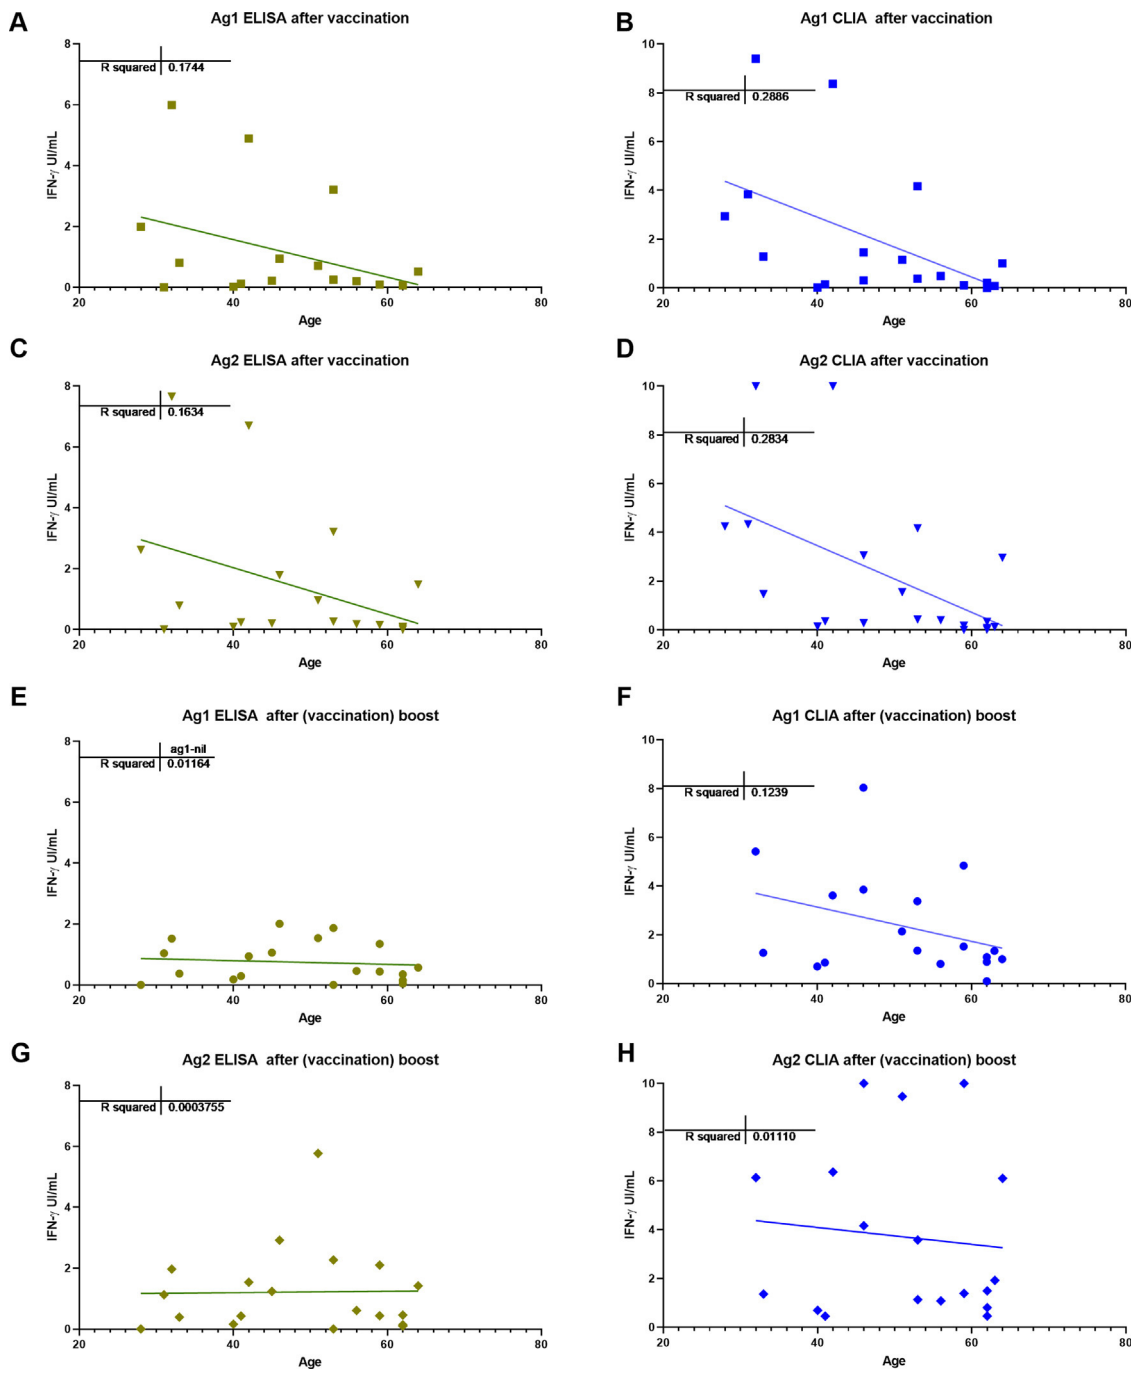 A
Ag1 ELISA after vaccination
8
6
4
2
0
R squared 0.1744
IFN-γ UI/mL
20 40 60 80
Age
B
Ag1 CLIA after vaccination
10
8
6
4
2
0
R squared 0.2886
IFN-γ UI/mL
20 40 60 80
Age
C
Ag2 ELISA after vaccination
8
6
4
2
0
R squared 0.1634
IFN-γ UI/mL
20 40 60 80
Age
D
Ag2 CLIA after vaccination
10
8
6
4
2
0
R squared 0.2834
IFN-γ UI/mL
20 40 60 80
Age
E
Ag1 ELISA after (vaccination) boost
8
6
4
2
0
ag1-nil
R squared 0.01164
IFN-γ UI/mL
20 40 60 80
Age
F
Ag1 CLIA after (vaccination) boost
10
8
6
4
2
0
R squared 0.1239
IFN-γ UI/mL
20 40 60 80
Age
G
Ag2 ELISA after (vaccination) boost
8
6
4
2
0
R squared 0.0003755
IFN-γ UI/mL
20 40 60 80
Age
H
Ag2 CLIA after (vaccination) boost
10
8
6
4
2
0
R squared 0.01110
IFN-γ UI/mL
20 40 60 80
Age